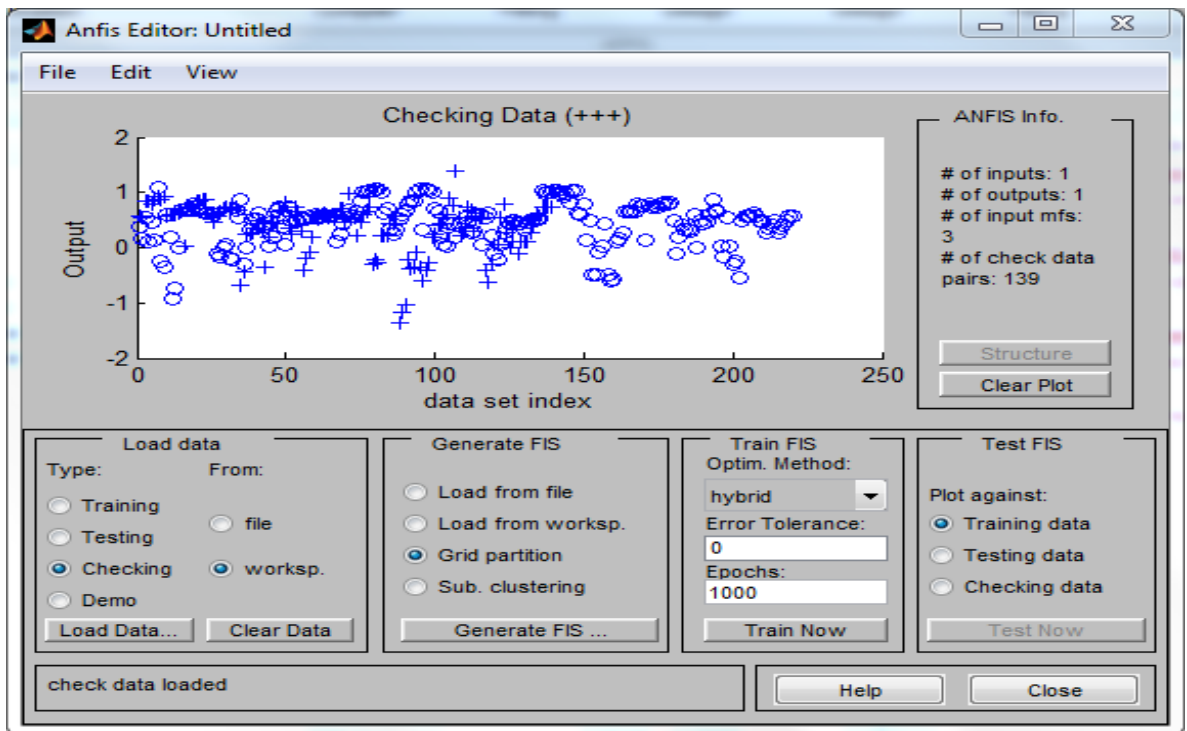 Anfis Editor: Untitled
File Edit View
Checking Data (+++)
2
1
0
-1
-2
Output
0 50 100 150 200 250
data set index
ANFIS Info.
# of inputs: 1
# of outputs: 1
# of input mfs:
3
# of check data
pairs: 139
Structure
Clear Plot
Load data
Type: From:
Training
Testing
Checking
Demo
file
worksp.
Load Data... Clear Data
Generate FIS
Load from file
Load from worksp.
Grid partition
Sub. clustering
Generate FIS ...
Train FIS
Optim. Method:
hybrid
Error Tolerance:
0
Epochs:
1000
Train Now
Test FIS
Plot against:
Training data
Testing data
Checking data
Test Now
check data loaded
Help Close